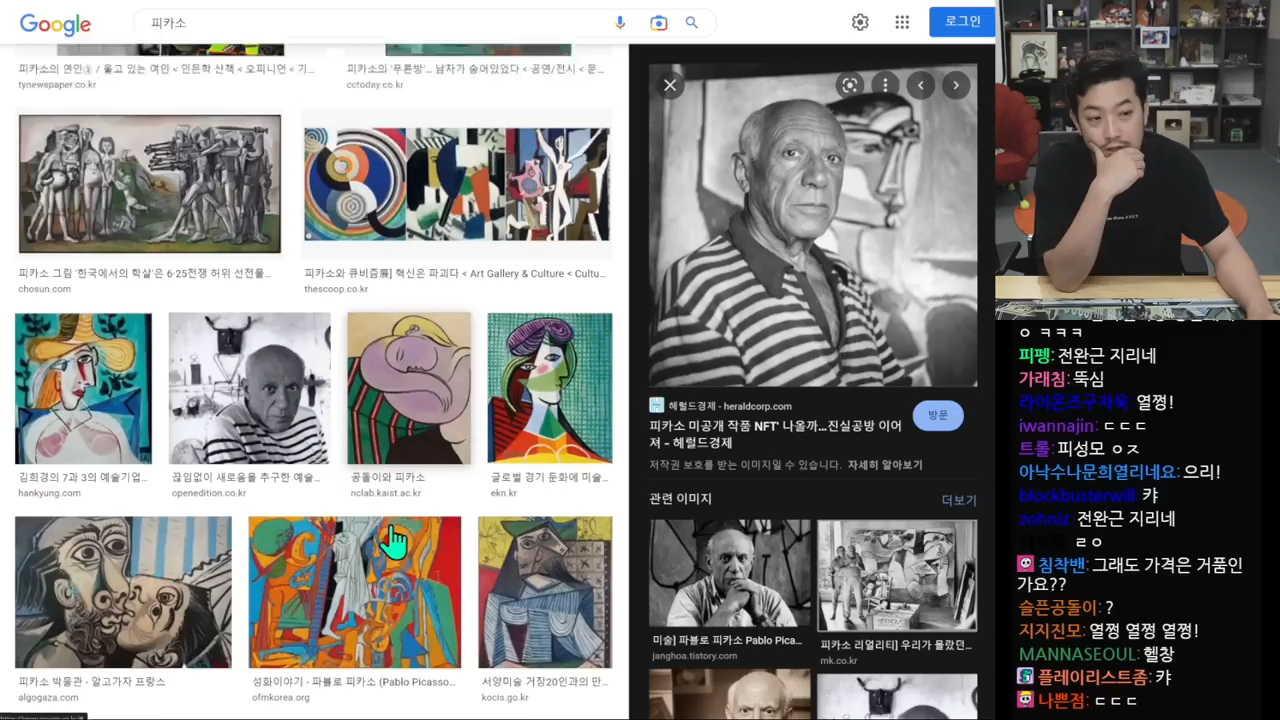 Google
피카소
로그인
피카소의 연인⑤ / 울고 있는 여인 < 인문학 산책 < 오피니언 < 기...
tynewspaper.co.kr
피카소의 '푸른방'… 남자가 숨어있었다 < 공연/전시 < 문...
cctoday.co.kr
피카소 그림 '한국에서의 학살'은 6·25전쟁 허위 선전물...
chosun.com
피카소와 큐비즘展] 혁신은 파괴다 < Art Gallery & Culture < Cultu...
thescoop.co.kr
김희경의 7과 3의 예술기업...
hankyung.com
끊임없이 새로움을 추구한 예술...
openedition.co.kr
공돌이와 피카소
nclab.kaist.ac.kr
글로벌 경기 둔화에 미술...
ekn.kr
피카소 박물관 - 알고가자 프랑스
algogaza.com
성화이야기 - 파블로 피카소 (Pablo Picasso...
ofmkorea.org
서양미술 거장20인과의 만...
kocis.go.kr
헤럴드경제 - heraldcorp.com
피카소 미공개 작품 NFT' 나올까…진실공방 이어
져 - 헤럴드경제
방문
저작권 보호를 받는 이미지일 수 있습니다. 자세히 알아보기
관련 이미지
더보기
미술] 파블로 피카소 Pablo Pica...
janghoa.tistory.com
피카소 리얼리티] 우리가 몰랐던...
mk.co.kr
ㅇ ㅋㅋㅋ
피펭: 전완근 지리네
가래침: 뚝심
라이온즈구자욱: 열쩡!
iwannajin: ㄷㄷㄷ
트롤: 피성모 ㅇㅈ
아낙수나문희열리네요: 으리!
blockbusterwill: 캬
zohniz: 전완근 지리네
ㄹㅇ
침착밴: 그래도 가격은 거품인
가요??
슬픈공돌이: ?
지지진모: 열쩡 열쩡 열쩡!
MANNASEOUL: 헬창
플레이리스트좀: 캬
나쁜점: ㄷㄷㄷ